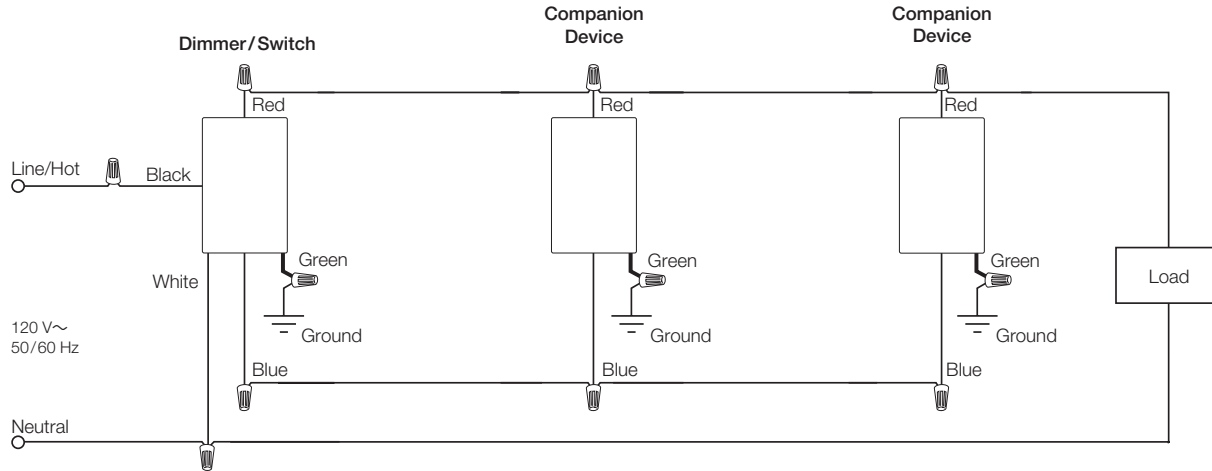 Dimmer/Switch
Companion
Device
Companion
Device
Red
Red
Red
Line/Hot
Black
White
Green
Green
Green
Load
Ground
Ground
Ground
120 V~
50/60 Hz
Blue
Blue
Blue
Neutral